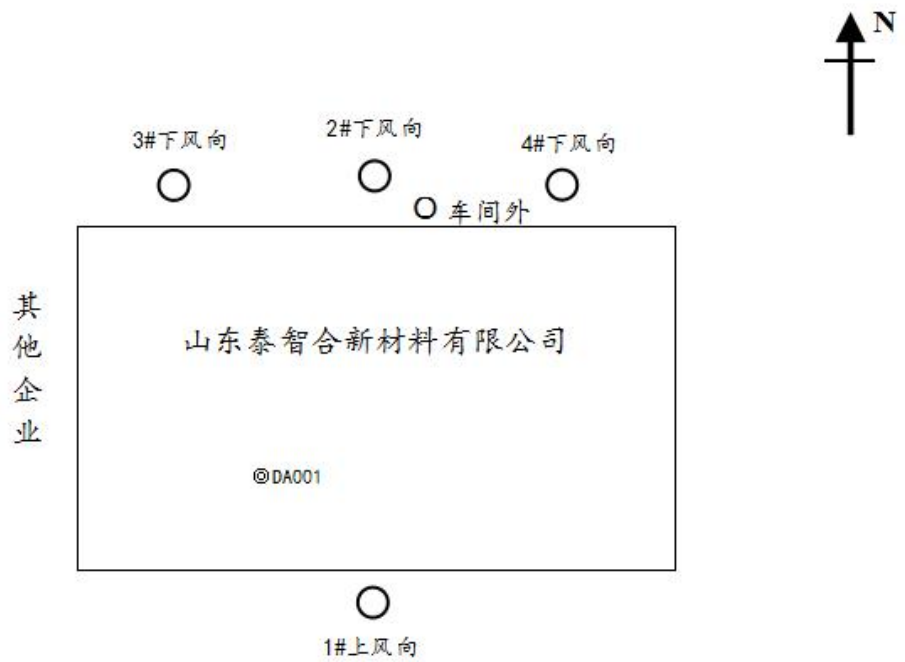 N
3#下风向
2#下风向
4#下风向
车间外
其他企业
山东泰智合新材料有限公司
DA001
1#上风向